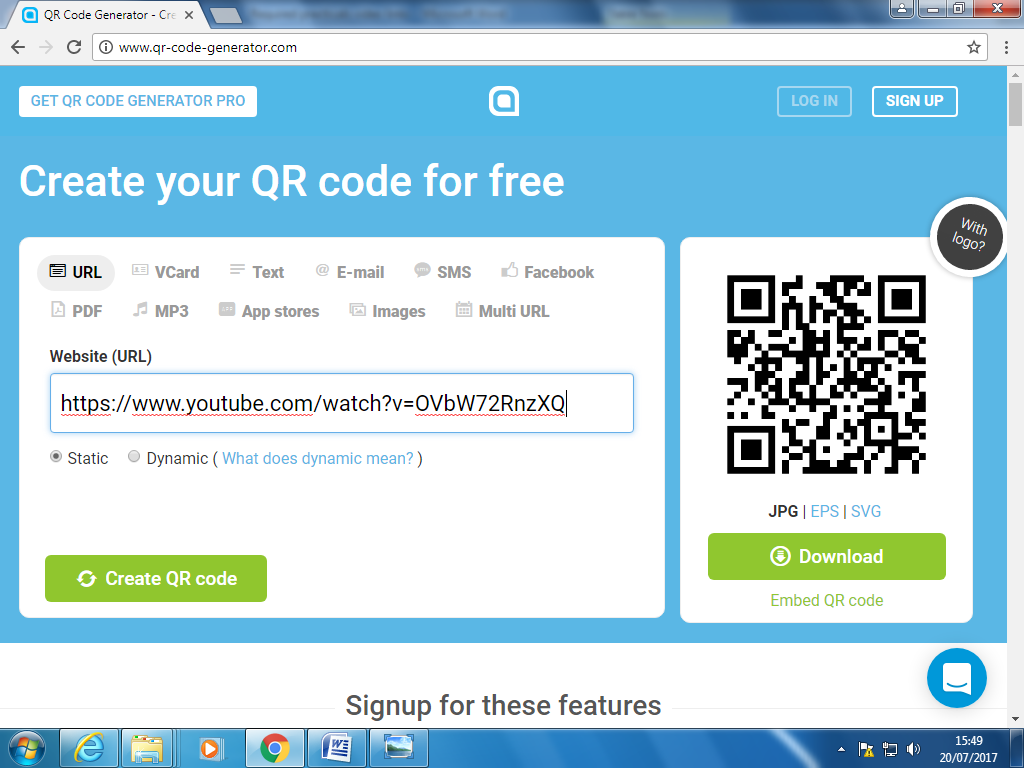 QR Code Generator - Cre
www.qr-code-generator.com
GET QR CODE GENERATOR PRO
LOG IN
SIGN UP
Create your QR code for free
With
logo?
URL VCard Text E-mail SMS Facebook
PDF MP3 App stores Images Multi URL
Website (URL)
https://www.youtube.com/watch?v=OVbW72RnzXQ
Static Dynamic ( What does dynamic mean? )
JPG | EPS | SVG
Create QR code
Download
Embed QR code
Signup for these features
15:49
20/07/2017